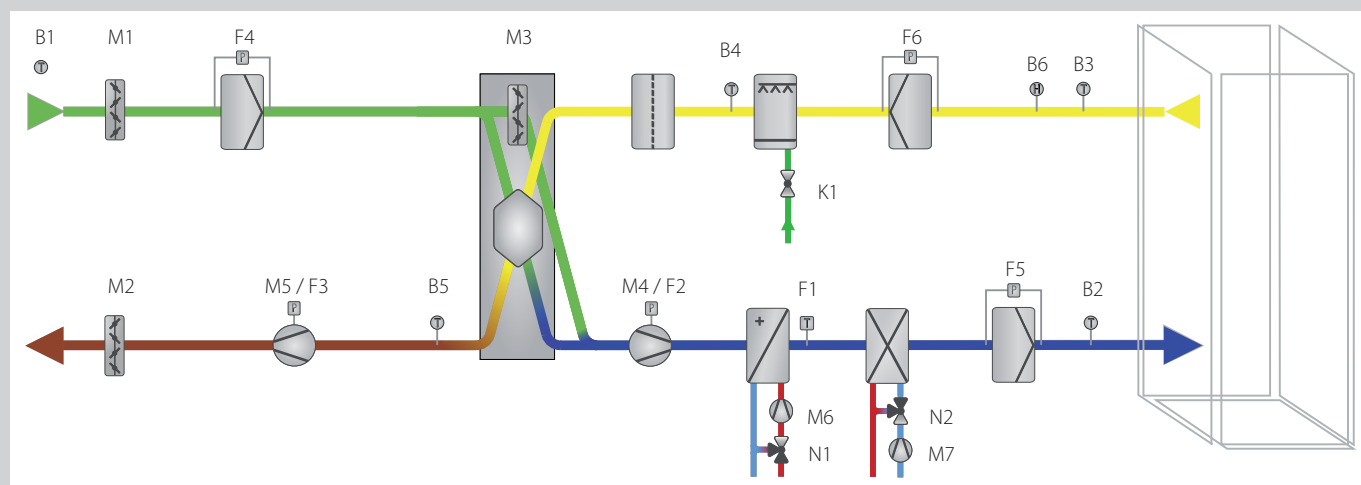 B1 M1 F4 M3 B4 F6 B6 B3
T P T P H T
K1
M2 M5 / F3 B5 M4 / F2 F1 F5 B2
P T P + T P T
M6 N2
N1 M7